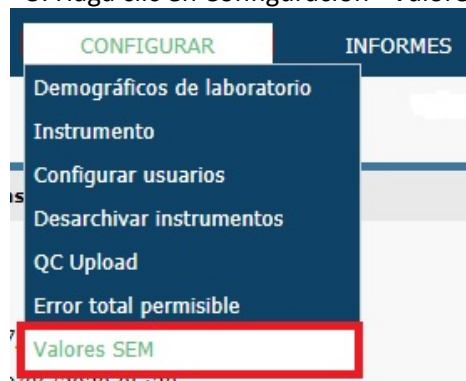 CONFIGURAR INFORMES
Demográficos de laboratorio
Instrumento
Configurar usuarios
Desarchivar instrumentos
QC Upload
Error total permisible
Valores SEM